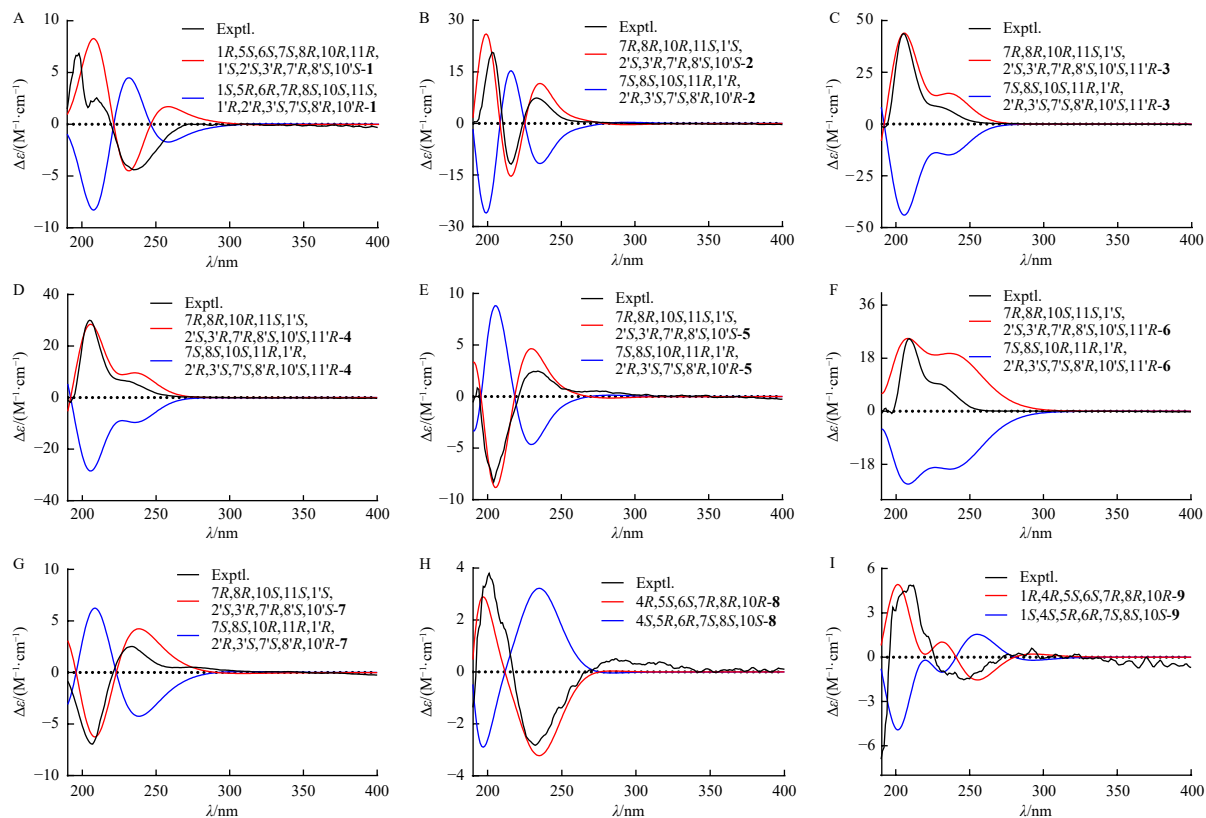 A
Exptl.
1R,5S,6S,7S,8R,10R,11R,
1'S,2'S,3'R,7'R,8'S,10'S-1
1S,5R,6R,7R,8S,10S,11S,
1'R,2'R,3'S,7'S,8'R,10'R-1
Δε/(M⁻¹·cm⁻¹)
10
5
0
−5
−10
200 250 300 350 400
λ/nm
B
Exptl.
7R,8R,10R,11S,1'S,
2'S,3'R,7'R,8'S,10'S-2
7S,8S,10S,11R,1'R,
2'R,3'S,7'S,8'R,10'R-2
Δε/(M⁻¹·cm⁻¹)
30
15
0
−15
−30
200 250 300 350 400
λ/nm
C
Exptl.
7R,8R,10R,11S,1'S,
2'S,3'R,7'R,8'S,10'S,11'R-3
7S,8S,10S,11R,1'R,
2'R,3'S,7'S,8'R,10'S,11'R-3
Δε/(M⁻¹·cm⁻¹)
50
25
0
−25
−50
200 250 300 350 400
λ/nm
D
Exptl.
7R,8R,10R,11S,1'S,
2'S,3'R,7'R,8'S,10'S,11'R-4
7S,8S,10S,11R,1'R,
2'R,3'S,7'S,8'R,10'S,11'R-4
Δε/(M⁻¹·cm⁻¹)
40
20
0
−20
−40
200 250 300 350 400
λ/nm
E
Exptl.
7R,8R,10S,11S,1'S,
2'S,3'R,7'R,8'S,10'S-5
7S,8S,10R,11R,1'R,
2'R,3'S,7'S,8'R,10'R-5
Δε/(M⁻¹·cm⁻¹)
10
5
0
−5
−10
200 250 300 350 400
λ/nm
F
Exptl.
7R,8R,10S,11S,1'S,
2'S,3'R,7'R,8'S,10'S,11'R-6
7S,8S,10R,11R,1'R,
2'R,3'S,7'S,8'R,10'S,11'R-6
Δε/(M⁻¹·cm⁻¹)
36
18
0
−18
200 250 300 350 400
λ/nm
G
Exptl.
7R,8R,10S,11S,1'S,
2'S,3'R,7'R,8'S,10'S-7
7S,8S,10R,11R,1'R,
2'R,3'S,7'S,8'R,10'R-7
Δε/(M⁻¹·cm⁻¹)
10
5
0
−5
−10
200 250 300 350 400
λ/nm
H
Exptl.
4R,5S,6S,7R,8R,10R-8
4S,5R,6R,7S,8S,10S-8
Δε/(M⁻¹·cm⁻¹)
4
2
0
−2
−4
200 250 300 350 400
λ/nm
I
Exptl.
1R,4R,5S,6S,7R,8R,10R-9
1S,4S,5R,6R,7S,8S,10S-9
Δε/(M⁻¹·cm⁻¹)
6
3
0
−3
−6
200 250 300 350 400
λ/nm